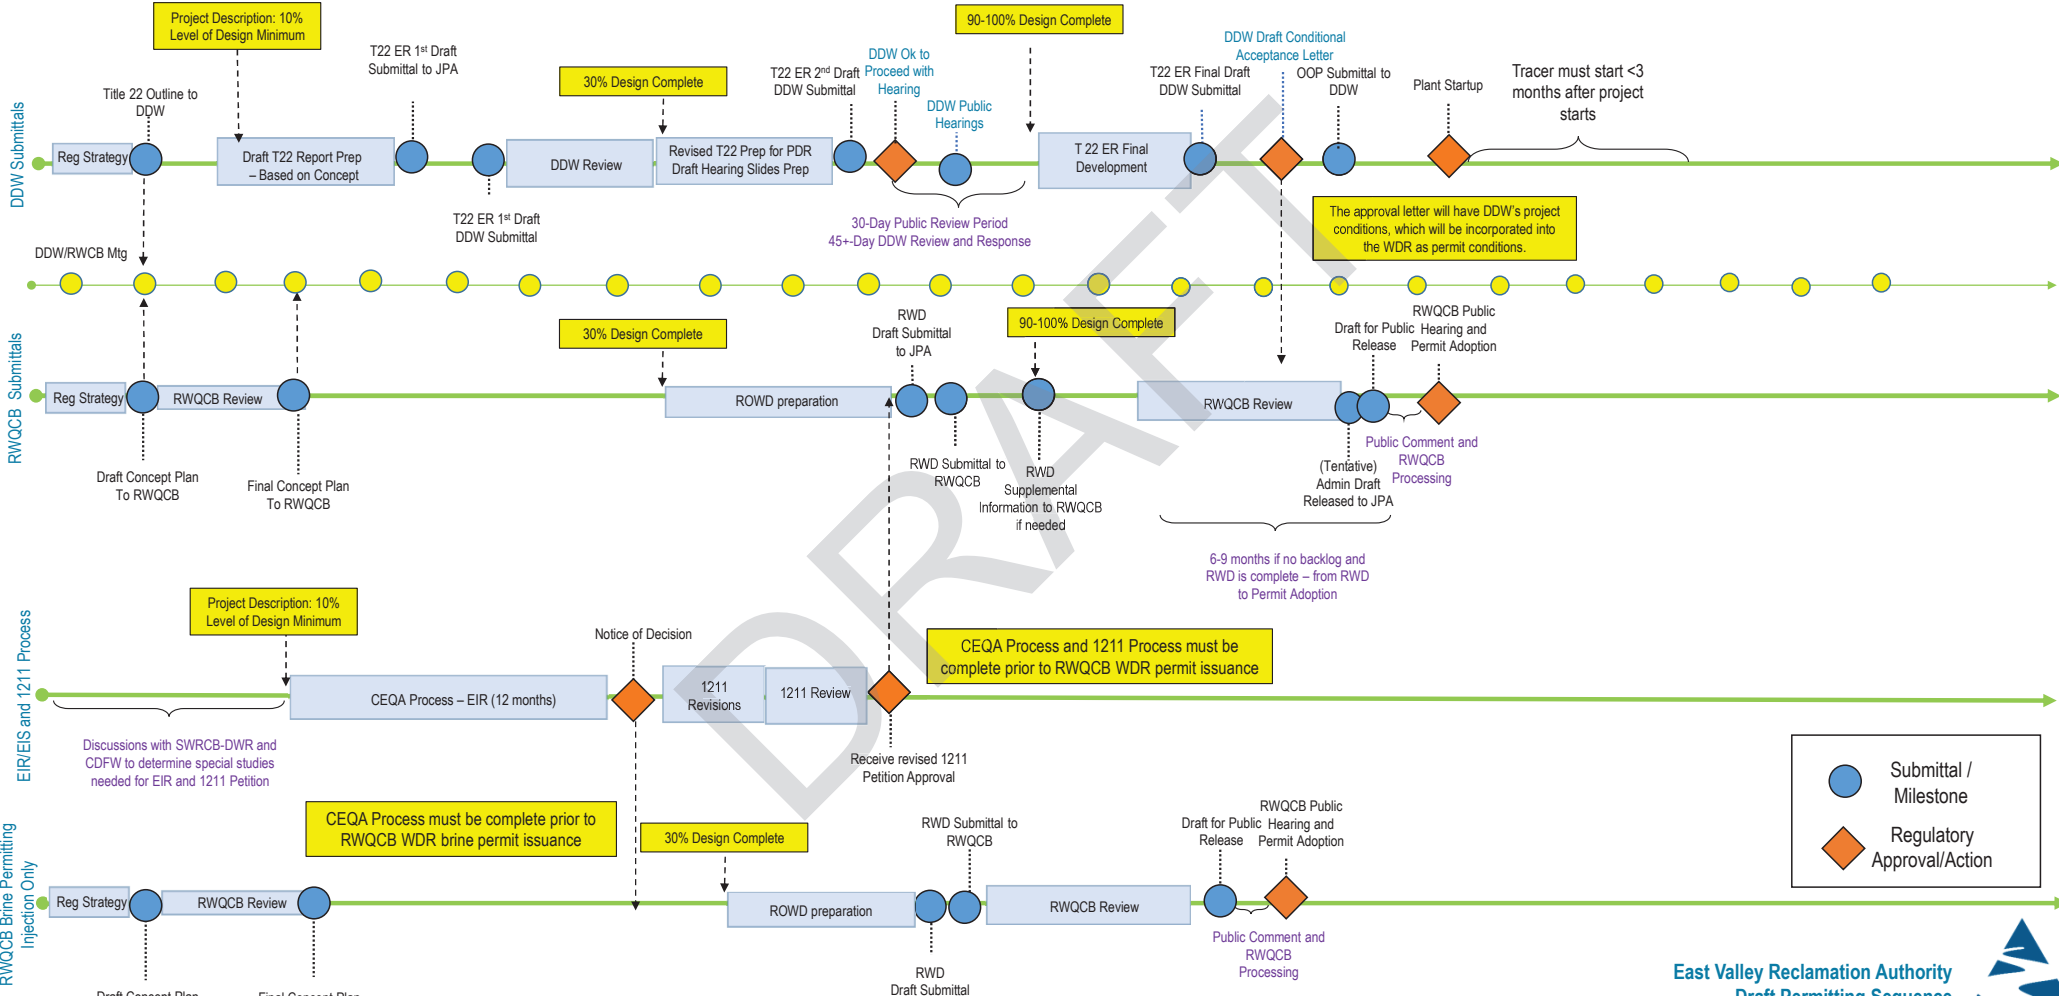 Project Description: 10%
Level of Design Minimum
90-100% Design Complete
T22 ER 1st Draft
Submittal to JPA
DDW Ok to
Proceed with
Hearing
DDW Draft Conditional
Acceptance Letter
Title 22 Outline to
DDW
30% Design Complete
T22 ER 2nd Draft
DDW Submittal
DDW Public
Hearings
T22 ER Final Draft
DDW Submittal
OOP Submittal to
DDW
Plant Startup
Tracer must start <3
months after project
starts
DDW Submittals
Reg Strategy
Draft T22 Report Prep
– Based on Concept
DDW Review
Revised T22 Prep for PDR
Draft Hearing Slides Prep
T 22 ER Final
Development
T22 ER 1st Draft
DDW Submittal
30-Day Public Review Period
45+-Day DDW Review and Response
The approval letter will have DDW's project
conditions, which will be incorporated into
the WDR as permit conditions.
DDW/RWCB Mtg
RWQCB Submittals
30% Design Complete
RWD
Draft Submittal
to JPA
90-100% Design Complete
Draft for Public
Release
RWQCB Public
Hearing and
Permit Adoption
Reg Strategy
RWQCB Review
ROWD preparation
RWQCB Review
Draft Concept Plan
To RWQCB
Final Concept Plan
To RWQCB
RWD Submittal to
RWQCB
RWD
Supplemental
Information to RWQCB
if needed
(Tentative)
Admin Draft
Released to JPA
Public Comment and
RWQCB
Processing
6-9 months if no backlog and
RWD is complete – from RWD
to Permit Adoption
EIR/EIS and 1211 Process
Project Description: 10%
Level of Design Minimum
Notice of Decision
CEQA Process and 1211 Process must be
complete prior to RWQCB WDR permit issuance
CEQA Process – EIR (12 months)
1211
Revisions
1211 Review
Discussions with SWRCB-DWR and
CDFW to determine special studies
needed for EIR and 1211 Petition
Receive revised 1211
Petition Approval
Submittal /
Milestone
Regulatory
Approval/Action
RWQCB Brine Permitting
Injection Only
CEQA Process must be complete prior to
RWQCB WDR brine permit issuance
30% Design Complete
RWD Submittal to
RWQCB
Draft for Public
Release
RWQCB Public
Hearing and
Permit Adoption
Reg Strategy
RWQCB Review
ROWD preparation
RWQCB Review
Draft Concept Plan
Final Concept Plan
RWD
Draft Submittal
Public Comment and
RWQCB
Processing
East Valley Reclamation Authority
Draft Permitting Sequence
DRAFT